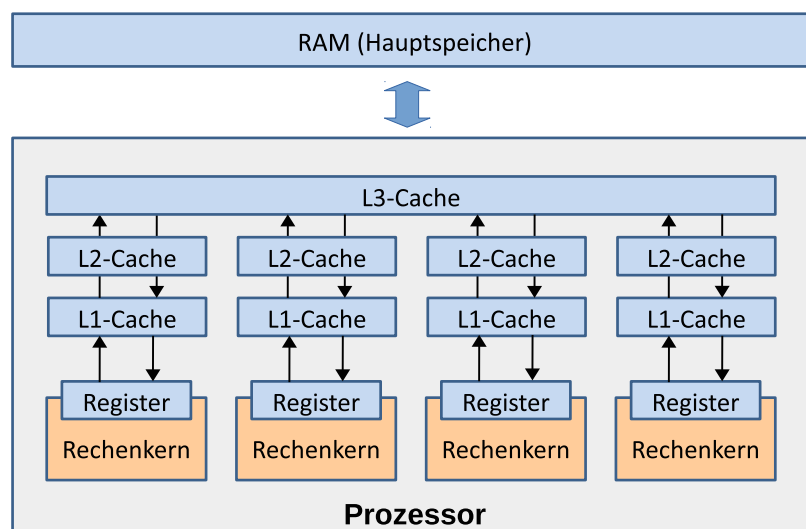 RAM (Hauptspeicher)
L3-Cache
L2-Cache L2-Cache L2-Cache L2-Cache
L1-Cache L1-Cache L1-Cache L1-Cache
Register Register Register Register
Rechenkern Rechenkern Rechenkern Rechenkern
Prozessor